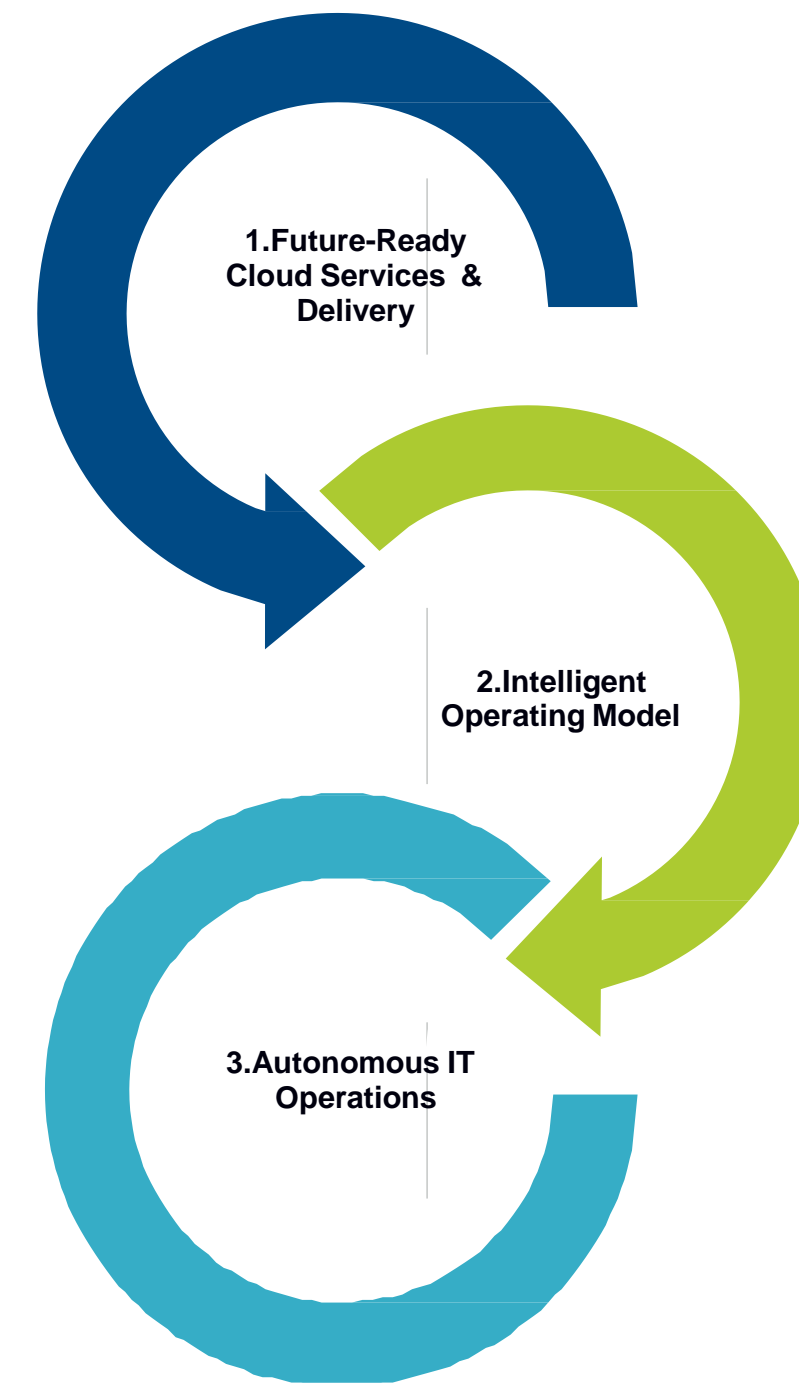 1.Future-Ready
Cloud Services & 
Delivery
2.Intelligent
Operating Model
3.Autonomous IT
Operations